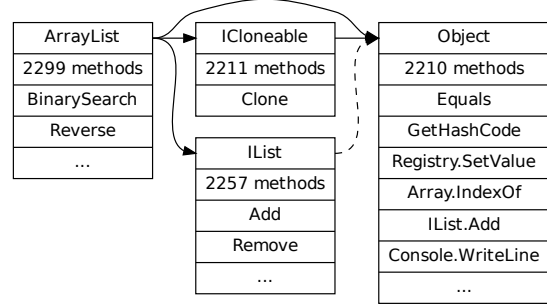 ArrayList
2299 methods
BinarySearch
Reverse
...
ICloneable
2211 methods
Clone
IList
2257 methods
Add
Remove
...
Object
2210 methods
Equals
GetHashCode
Registry.SetValue
Array.IndexOf
IList.Add
Console.WriteLine
...